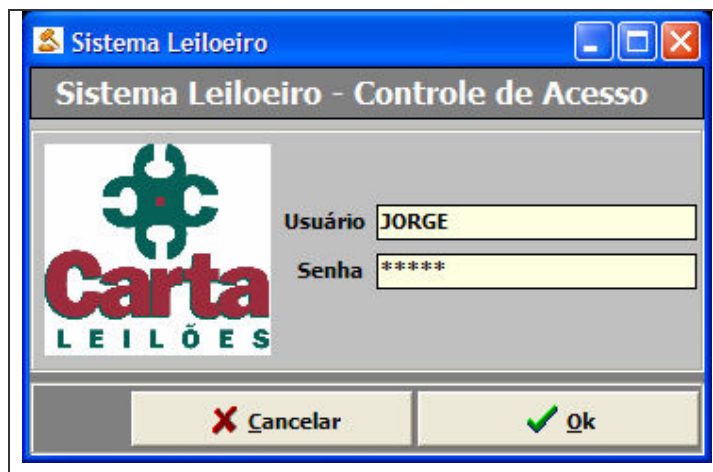 Sistema Leiloeiro
Sistema Leiloeiro - Controle de Acesso
Usuário JORGE
Senha *****
Carta
LEILÕES
Cancelar Ok